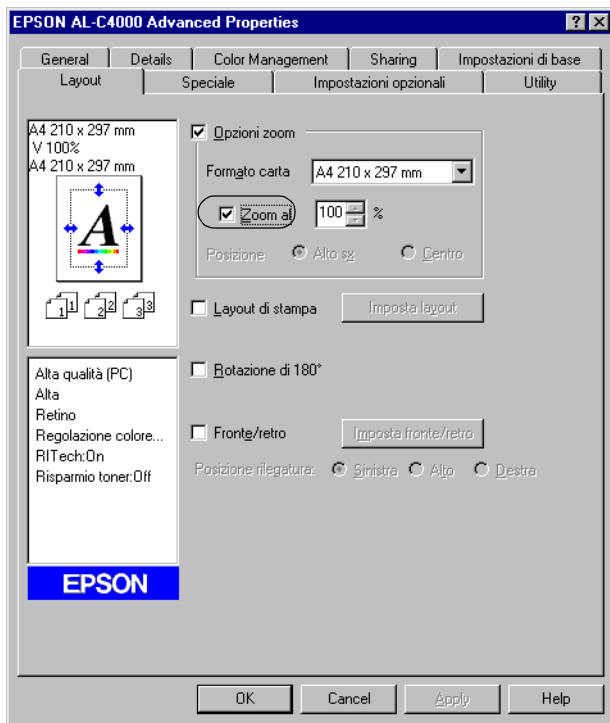 EPSON AL-C4000 Advanced Properties
General Details Color Management Sharing Impostazioni di base
Layout Speciale Impostazioni opzionali Utility
A4 210 x 297 mm
V 100%
A4 210 x 297 mm
A
1 1 2 2 3 3
Opzioni zoom
Formato carta A4 210 x 297 mm
Zoom al 100 %
Posizione Alto sx Centro
Layout di stampa Imposta layout
Rotazione di 180°
Fronte/retro Imposta fronte/retro
Posizione rilegatura: Sinistra Alto Destra
Alta qualità (PC)
Alta
Retino
Regolazione colore...
RITech:On
Risparmio toner:Off
EPSON
OK Cancel Apply Help